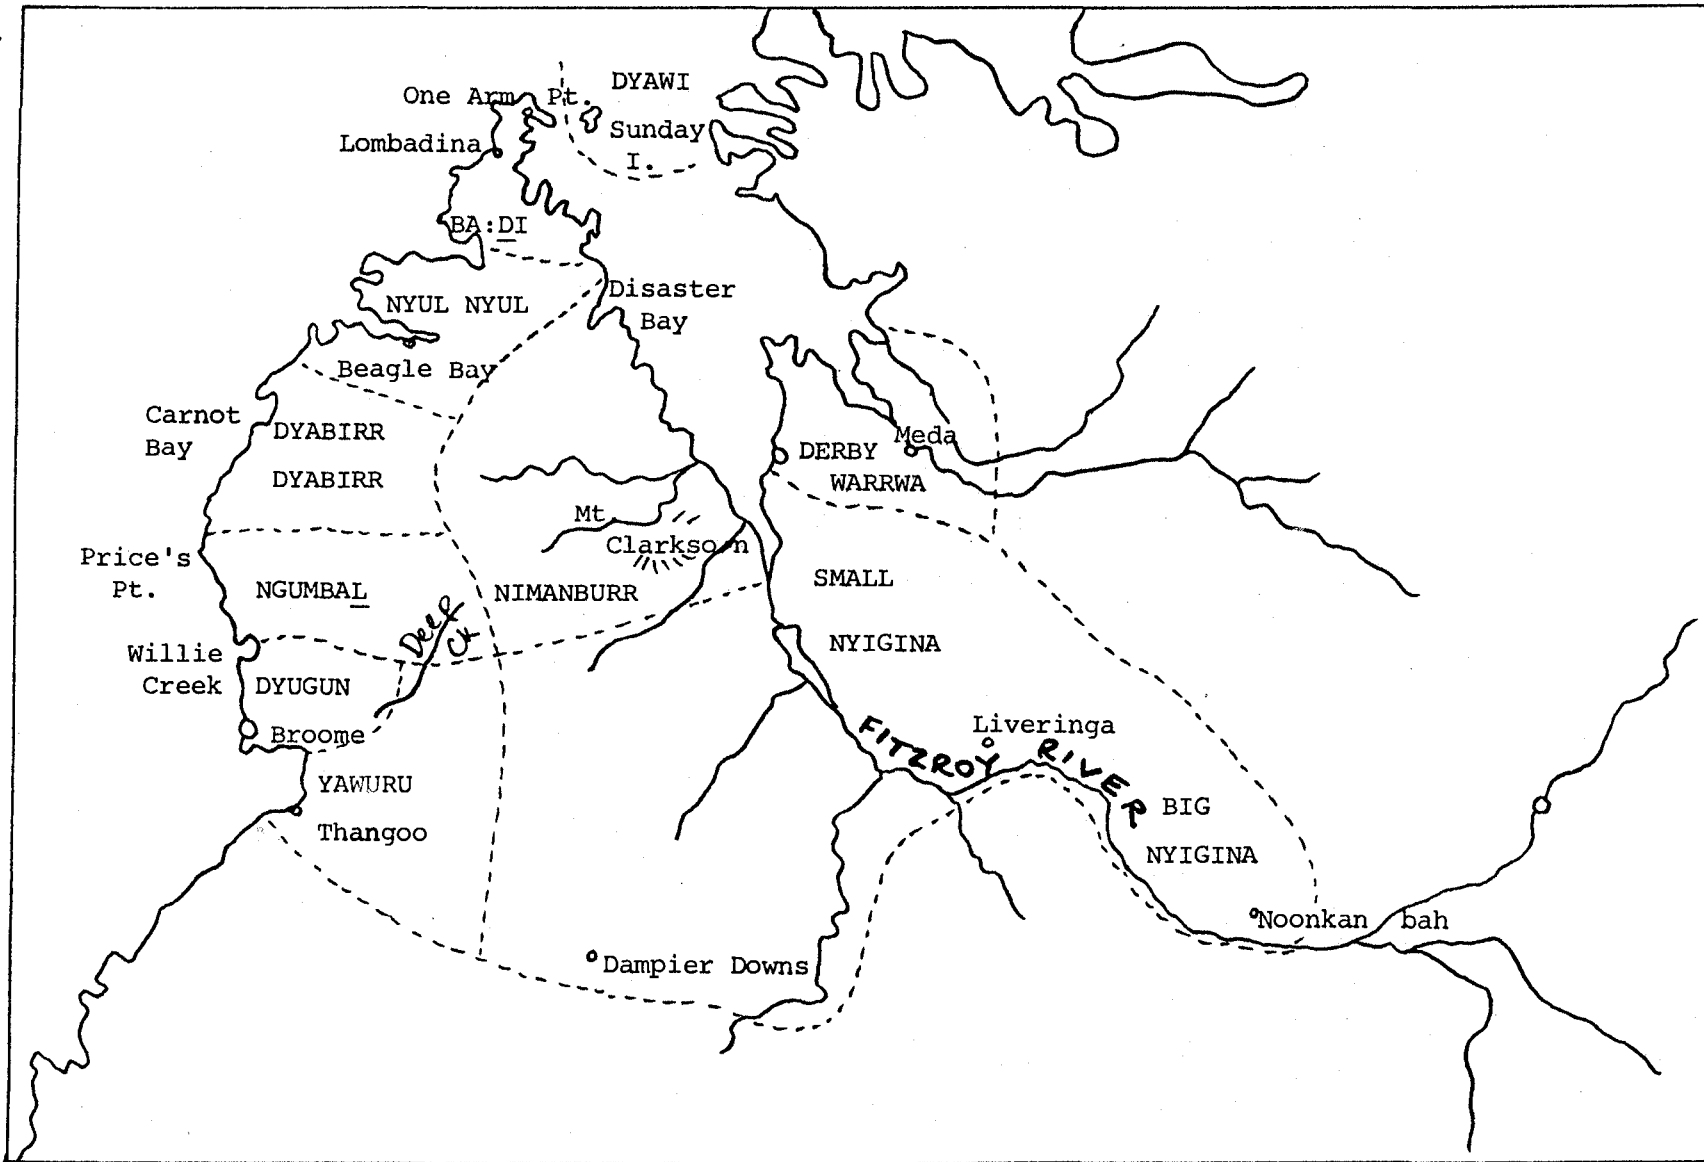 DYAWI
One Arm Pt.
Sunday
I.
Lombadina
BA:DI
NYUL NYUL
Disaster
Bay
Beagle Bay
Carnot
Bay
DYABIRR
DYABIRR
DERBY
Meda
WARRWA
Mt.
Clarkson
Price's
Pt.
NGUMBAL
NIMANBURR
SMALL
NYIGINA
Deep
Ck
Willie
Creek
DYUGUN
Broome
Liveringa
FITZROY RIVER
YAWURU
Thangoo
BIG
NYIGINA
Noonkan bah
Dampier Downs